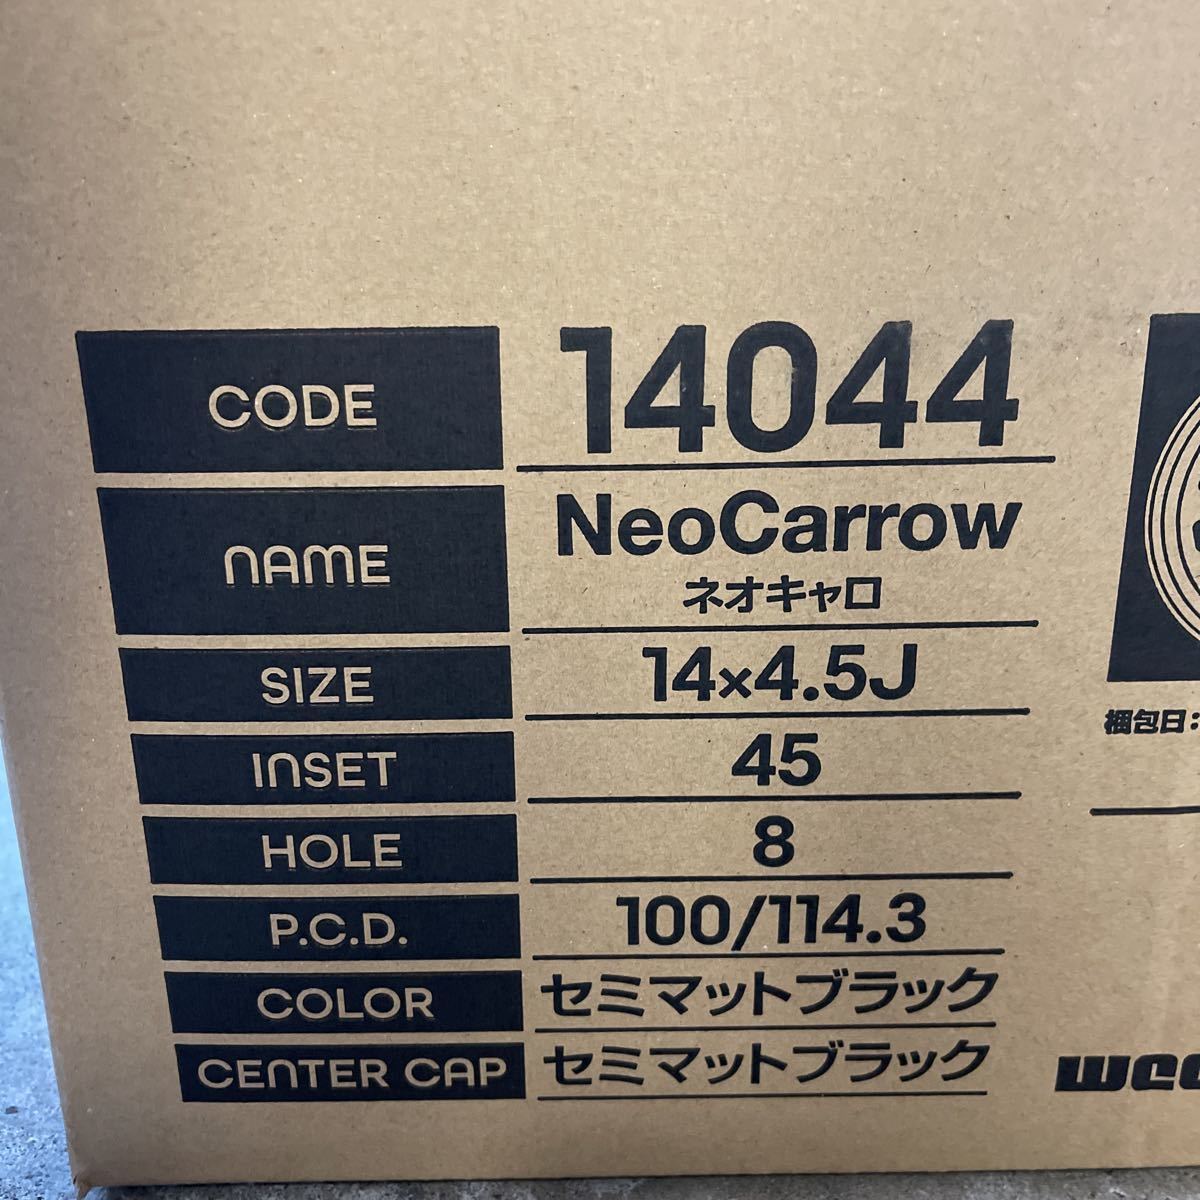 CODE 14044
NAME NeoCarrow
ネオキャロ
SIZE 14×4.5J
INSET 45
HOLE 8
P.C.D. 100/114.3
COLOR セミマットブラック
CENTER CAP セミマットブラック
梱包日: